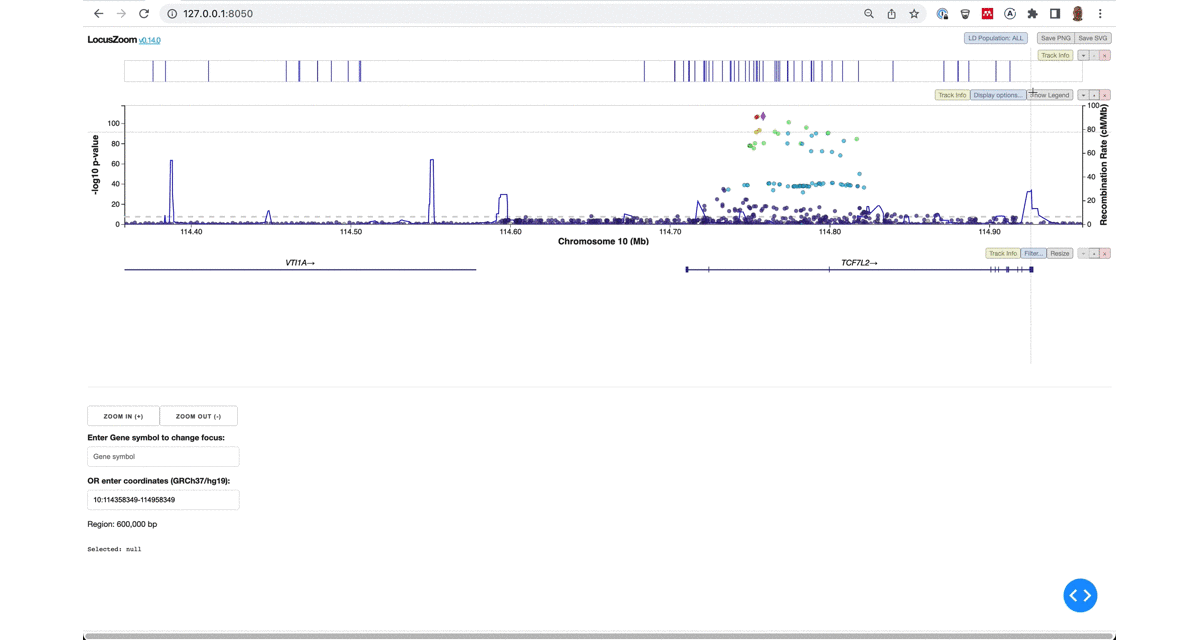 127.0.0.1:8050
LocusZoom v0.14.0
LD Population: ALL Save PNG Save SVG
Track Info + - ×
Track Info Display options... Show Legend
-log10 p-value
100
80
60
40
20
0
100
80
60
40
20
0
Recombination Rate (cM/Mb)
114.40 114.50 114.60 114.70 114.80 114.90
Chromosome 10 (Mb)
Track Info Filter... Resize
VTI1A→ TCF7L2→
ZOOM IN (+) ZOOM OUT (-)
Enter Gene symbol to change focus:
Gene symbol
OR enter coordinates (GRCh37/hg19):
10:114358349-114958349
Region: 600,000 bp
Selected: null